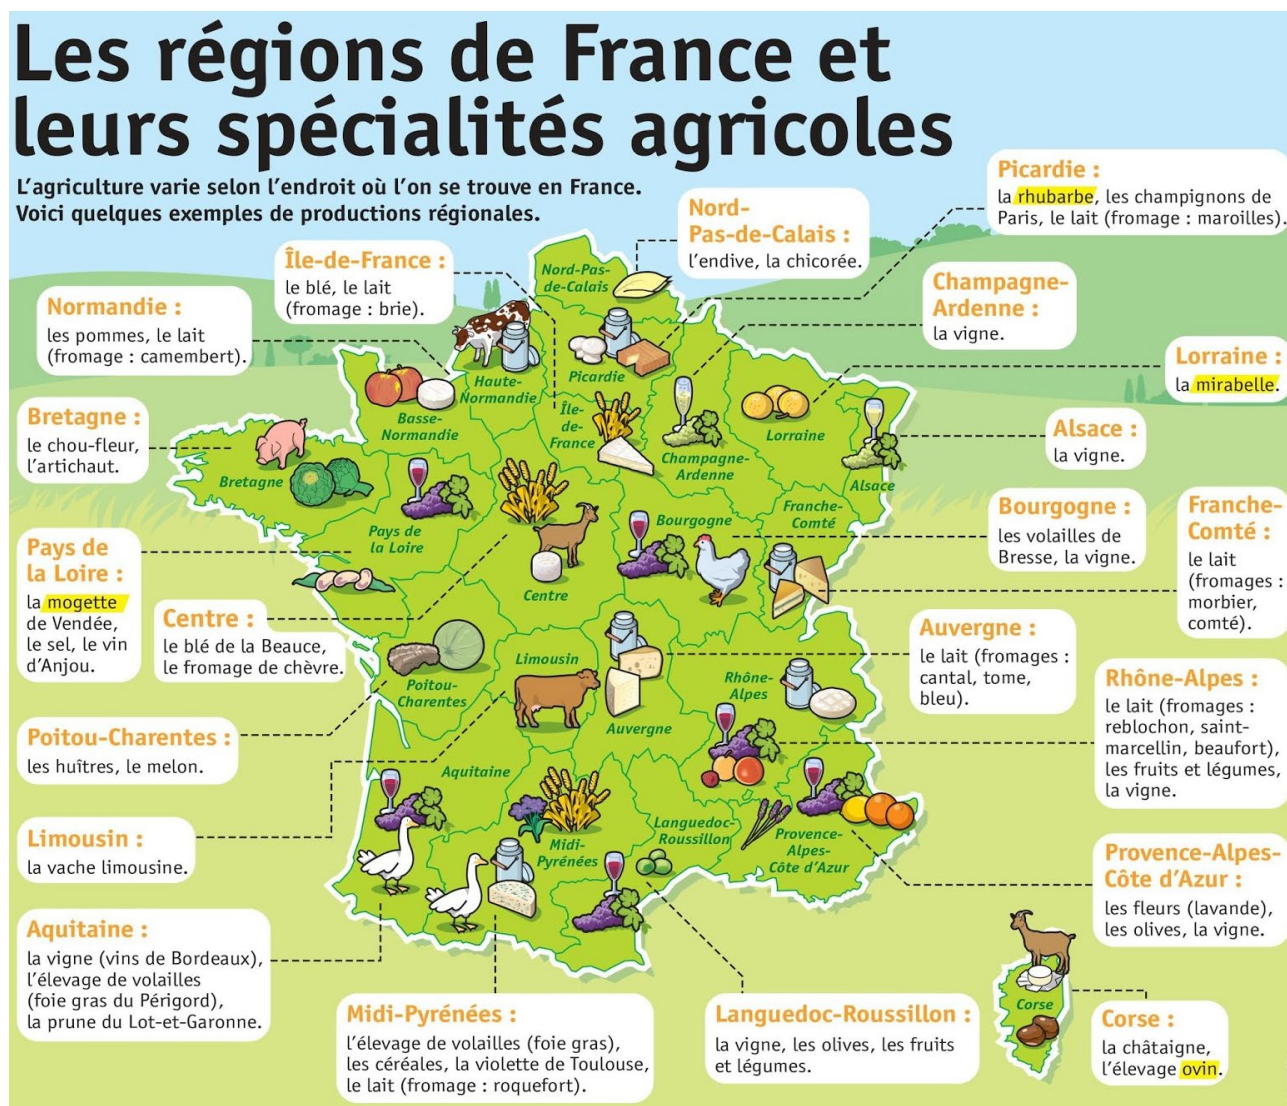 Les régions de France et
leurs spécialités agricoles
L'agriculture varie selon l'endroit où l'on se trouve en France.
Voici quelques exemples de productions régionales.
Picardie :
la rhubarbe, les champignons de
Paris, le lait (fromage : maroilles).
Nord-
Pas-de-Calais :
l'endive, la chicorée.
Île-de-France :
le blé, le lait
(fromage : brie).
Champagne-
Ardenne :
la vigne.
Normandie :
les pommes, le lait
(fromage : camembert).
Lorraine :
la mirabelle.
Bretagne :
le chou-fleur,
l'artichaut.
Alsace :
la vigne.
Bourgogne :
les volailles de
Bresse, la vigne.
Franche-
Comté :
le lait
(fromages :
morbier,
comté).
Pays de
la Loire :
la mogette
de Vendée,
le sel, le vin
d'Anjou.
Centre :
le blé de la Beauce,
le fromage de chèvre.
Auvergne :
le lait (fromages :
cantal, tome,
bleu).
Rhône-Alpes :
le lait (fromages :
reblochon, saint-
marcellin, beaufort),
les fruits et légumes,
la vigne.
Poitou-Charentes :
les huîtres, le melon.
Limousin :
la vache limousine.
Provence-Alpes-
Côte d'Azur :
les fleurs (lavande),
les olives, la vigne.
Aquitaine :
la vigne (vins de Bordeaux),
l'élevage de volailles
(foie gras du Périgord),
la prune du Lot-et-Garonne.
Midi-Pyrénées :
l'élevage de volailles (foie gras),
les céréales, la violette de Toulouse,
le lait (fromage : roquefort).
Languedoc-Roussillon :
la vigne, les olives, les fruits
et légumes.
Corse :
la châtaigne,
l'élevage ovin.
Nord-Pas-
de-Calais
Picardie
Haute-
Normandie
Basse-
Normandie
Île-
de-
France
Champagne-
Ardenne
Lorraine
Alsace
Bretagne
Pays de
la Loire
Centre
Bourgogne
Franche-
Comté
Poitou-
Charentes
Limousin
Auvergne
Rhône-
Alpes
Aquitaine
Midi-
Pyrénées
Languedoc-
Roussillon
Provence-
Alpes-
Côte d'Azur
Corse